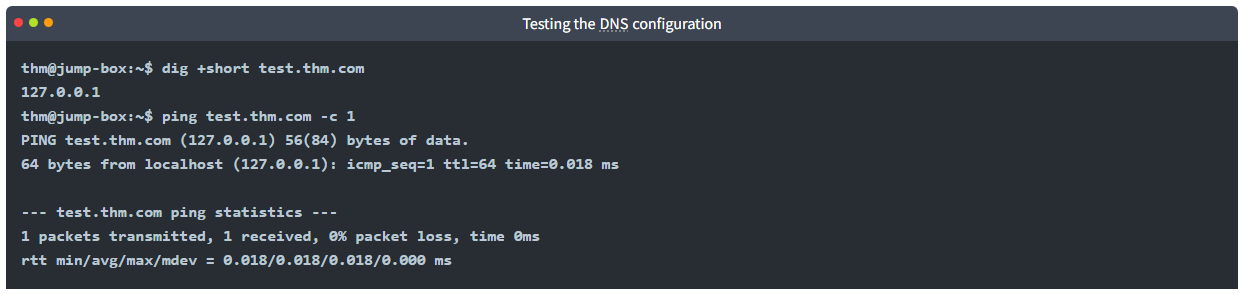 Testing the DNS configuration
thm@jump-box:~$ dig +short test.thm.com
127.0.0.1
thm@jump-box:~$ ping test.thm.com -c 1
PING test.thm.com (127.0.0.1) 56(84) bytes of data.
64 bytes from localhost (127.0.0.1): icmp_seq=1 ttl=64 time=0.018 ms
--- test.thm.com ping statistics ---
1 packets transmitted, 1 received, 0% packet loss, time 0ms
rtt min/avg/max/mdev = 0.018/0.018/0.018/0.000 ms